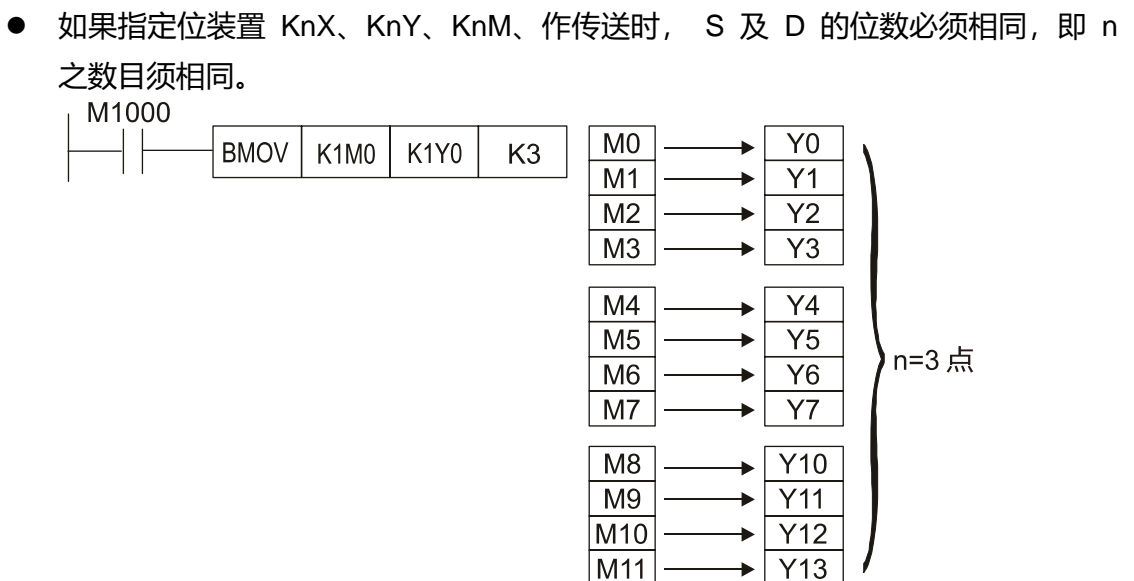 ● 如果指定位装置 KnX、KnY、KnM、作传送时， S 及 D 的位数必须相同，即 n
之数目须相同。
M1000
BMOV K1M0 K1Y0 K3
M0 Y0
M1 Y1
M2 Y2
M3 Y3
M4 Y4
M5 Y5
M6 Y6
M7 Y7
n=3 点
M8 Y10
M9 Y11
M10 Y12
M11 Y13